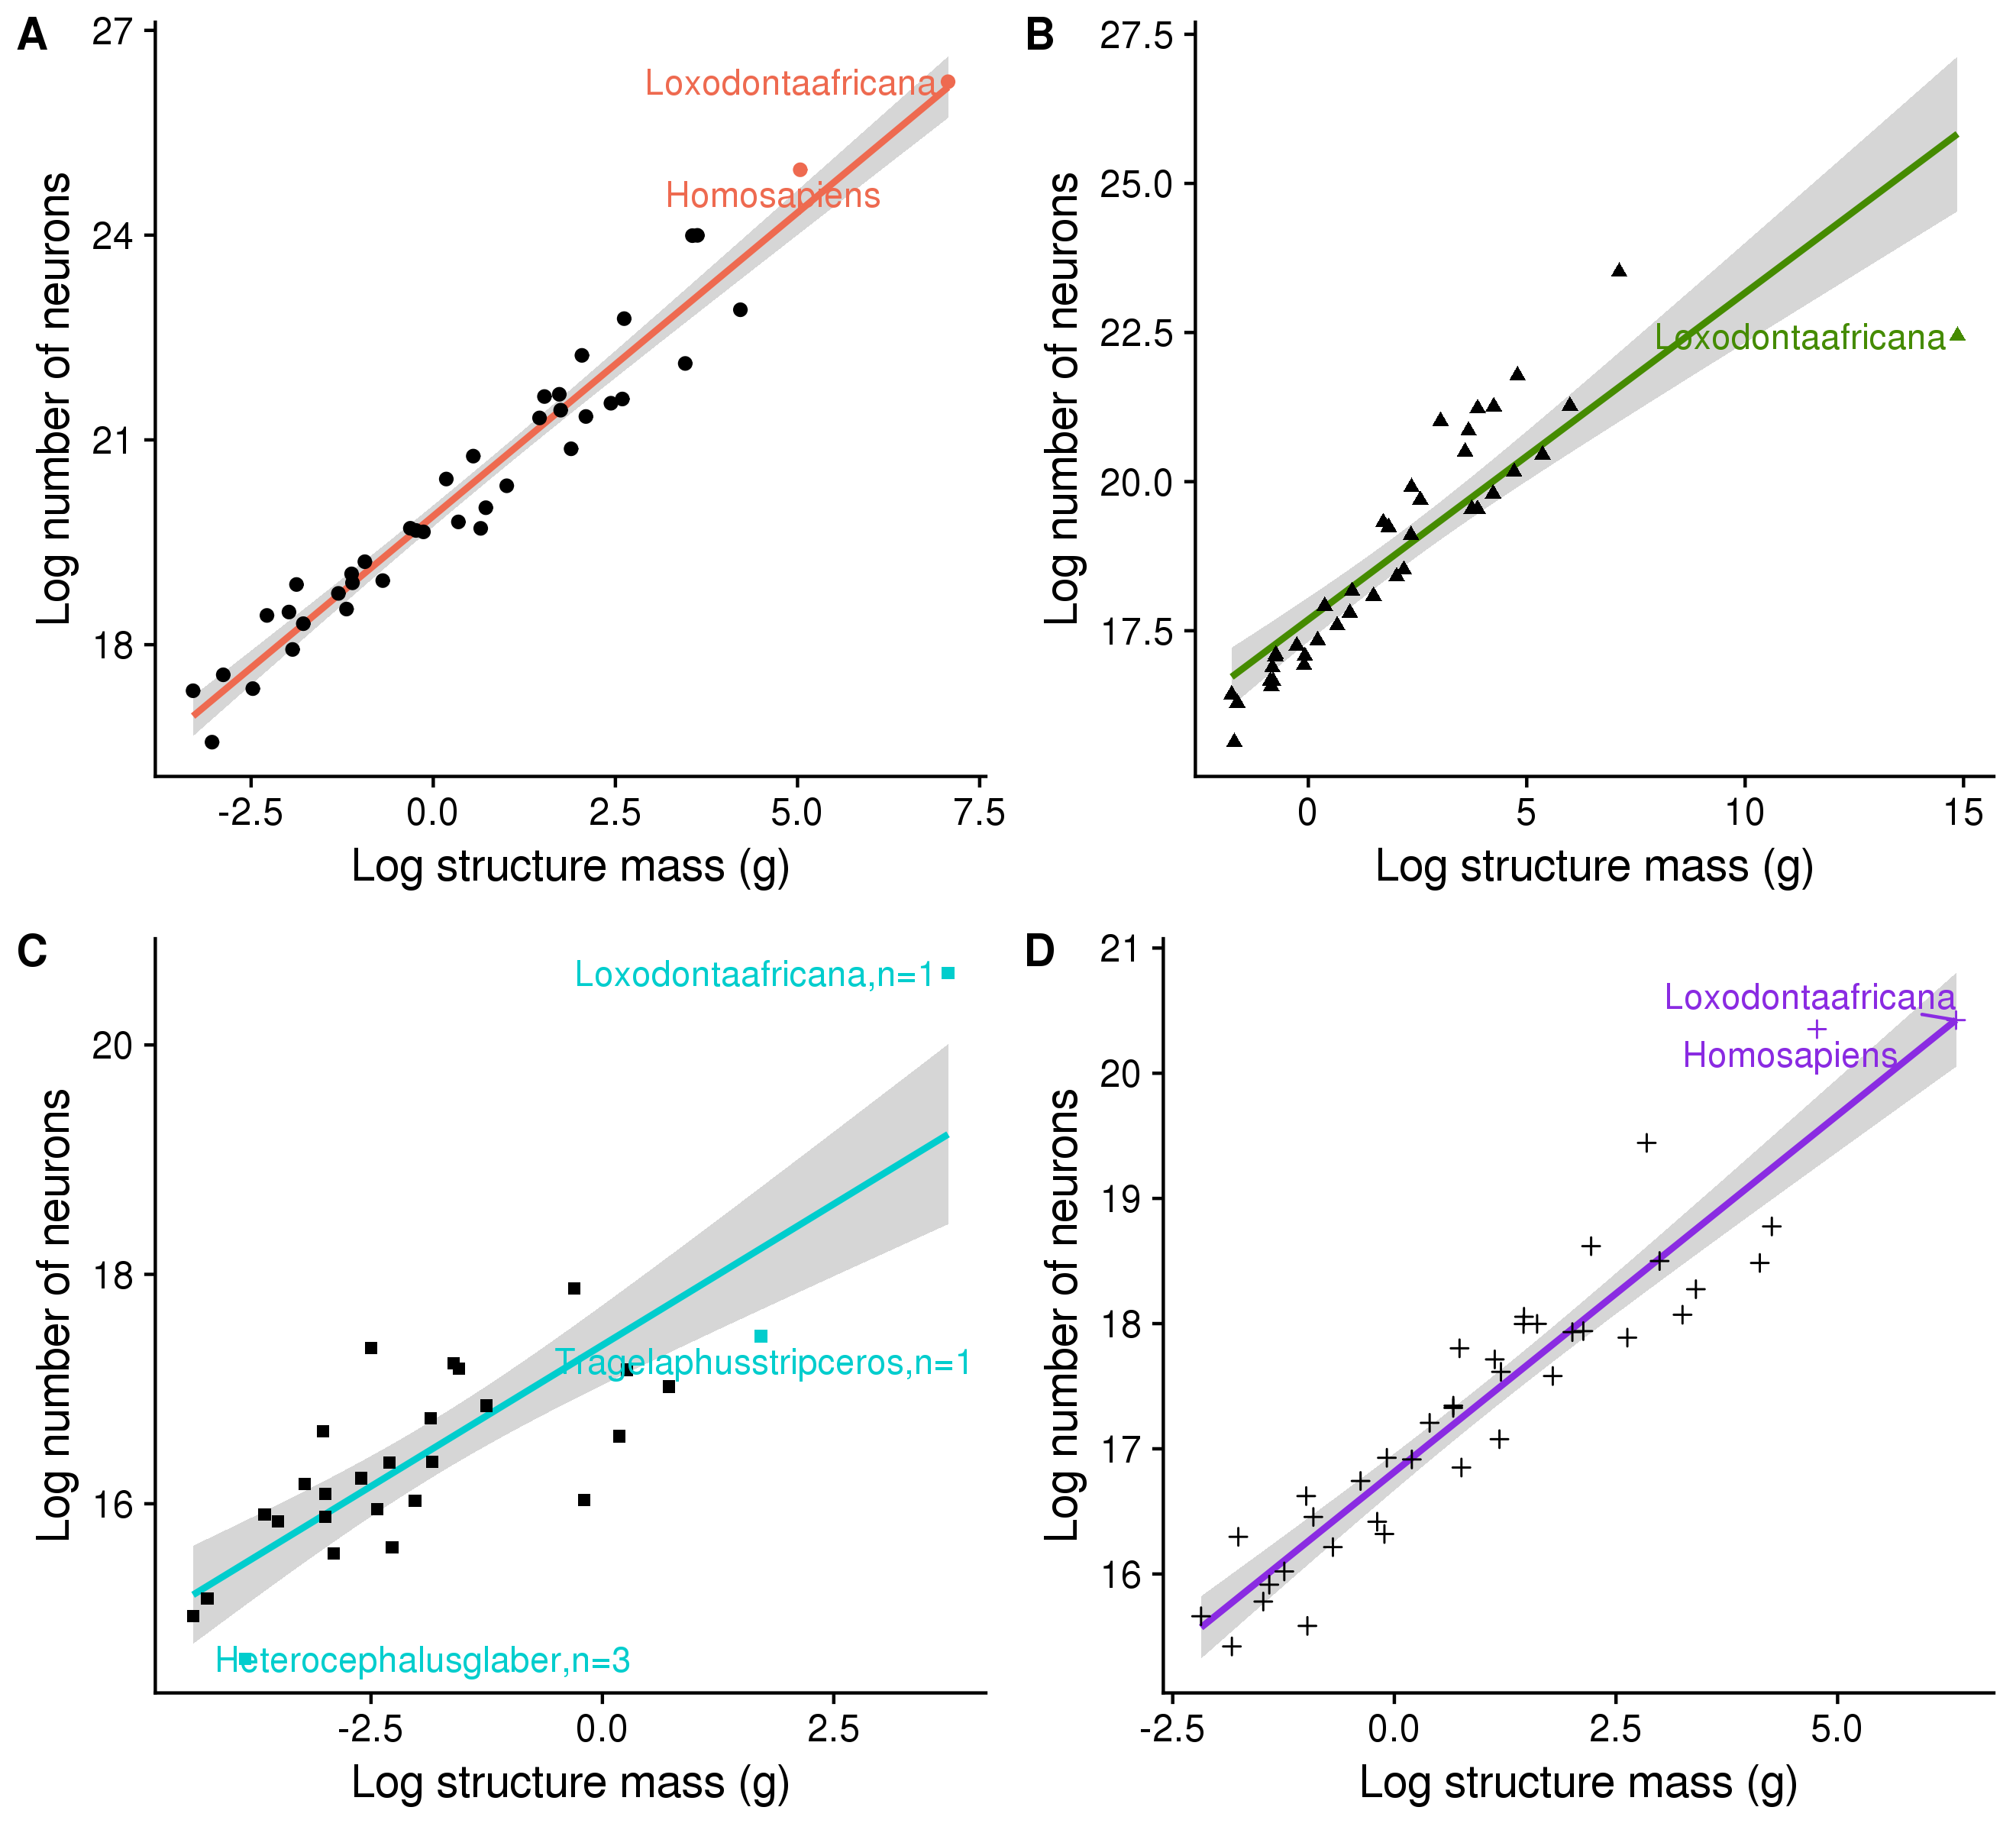 A
Log number of neurons
27
24
21
18
Loxodontaafricana
Homosapiens
-2.5 0.0 2.5 5.0 7.5
Log structure mass (g)
B
Log number of neurons
27.5
25.0
22.5
20.0
17.5
Loxodontaafricana
0 5 10 15
Log structure mass (g)
C
Log number of neurons
20
18
16
Loxodontaafricana,n=1
Tragelaphusstripceros,n=1
Heterocephalusglaber,n=3
-2.5 0.0 2.5
Log structure mass (g)
D
Log number of neurons
21
20
19
18
17
16
Loxodontaafricana
Homosapiens
-2.5 0.0 2.5 5.0
Log structure mass (g)